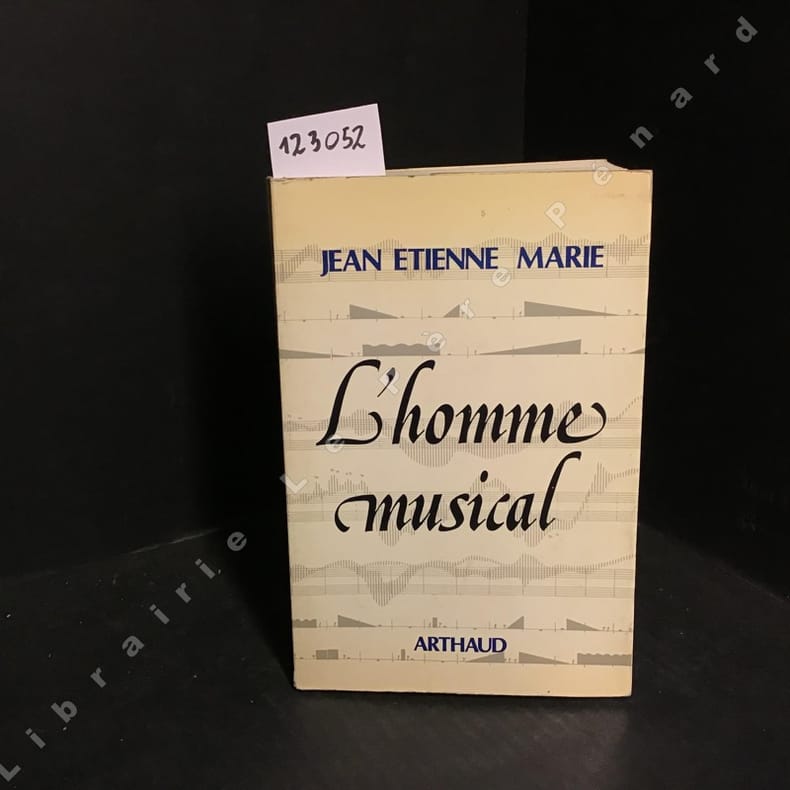 123052
JEAN ETIENNE MARIE
L'homme
musical
ARTHAUD
Librairie Le Père Pénard